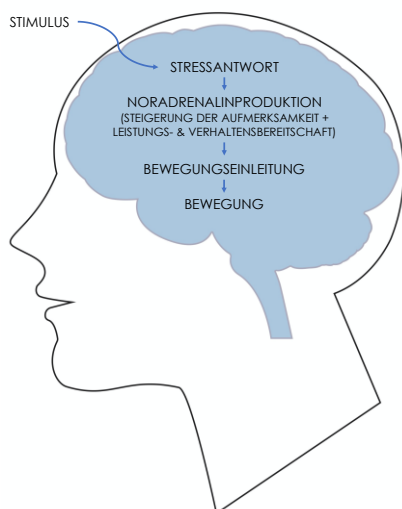 STIMULUS
STRESSANTWORT
NORADRENALINPRODUKTION
(STEIGERUNG DER AUFMERKSAMKEIT +
LEISTUNGS- & VERHALTENSBEREITSCHAFT)
BEWEGUNGSEINLEITUNG
BEWEGUNG